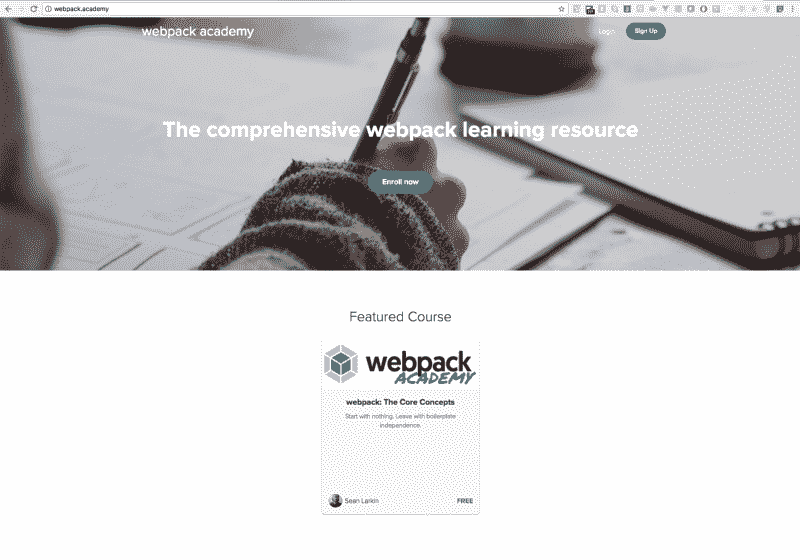 webpack.academy
webpack academy
Login
Sign Up
The comprehensive webpack learning resource
Enroll now
Featured Course
webpack
ACADEMY
webpack: The Core Concepts
Start with nothing. Leave with boilerplate
independence.
Sean Larkin
FREE